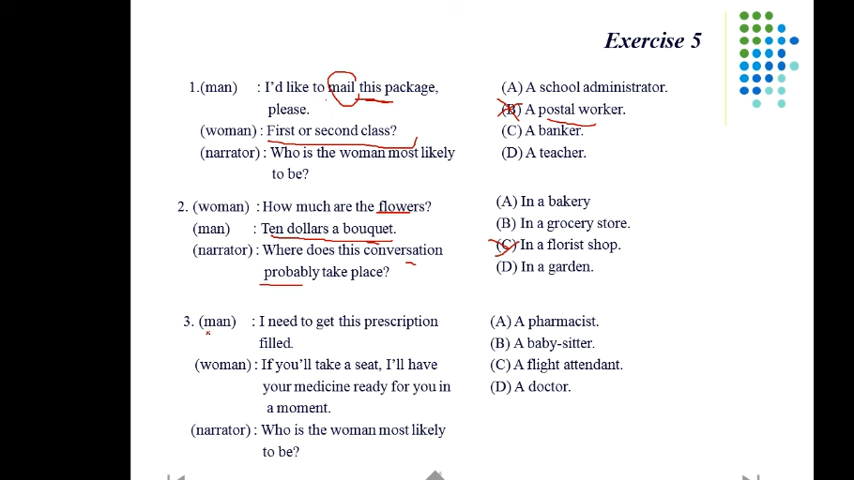 Exercise 5
1.(man) : I'd like to mail this package,
please.
(woman) : First or second class?
(narrator) : Who is the woman most likely
to be?
(A) A school administrator.
(B) A postal worker.
(C) A banker.
(D) A teacher.
2. (woman) : How much are the flowers?
(man) : Ten dollars a bouquet.
(narrator) : Where does this conversation
probably take place?
(A) In a bakery
(B) In a grocery store.
(C) In a florist shop.
(D) In a garden.
3. (man) : I need to get this prescription
filled.
(woman) : If you'll take a seat, I'll have
your medicine ready for you in
a moment.
(narrator) : Who is the woman most likely
to be?
(A) A pharmacist.
(B) A baby-sitter.
(C) A flight attendant.
(D) A doctor.